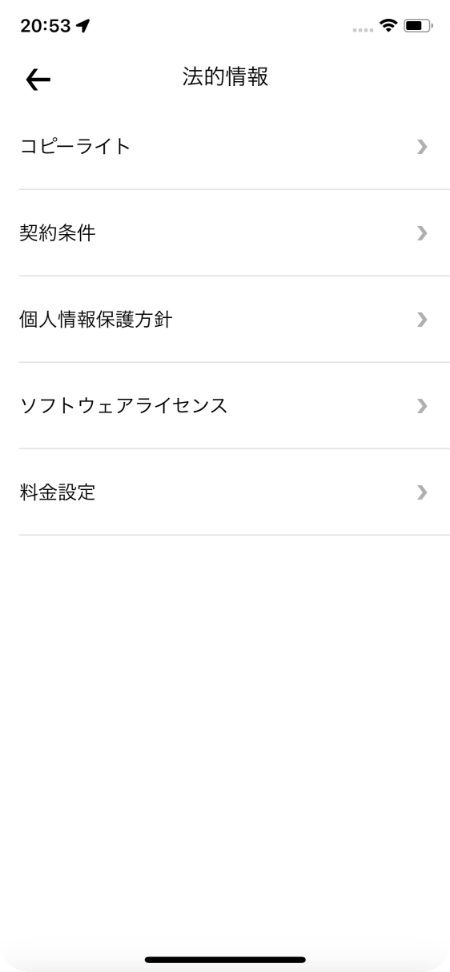 20:53
法的情報
コピーライト
契約条件
個人情報保護方針
ソフトウェアライセンス
料金設定